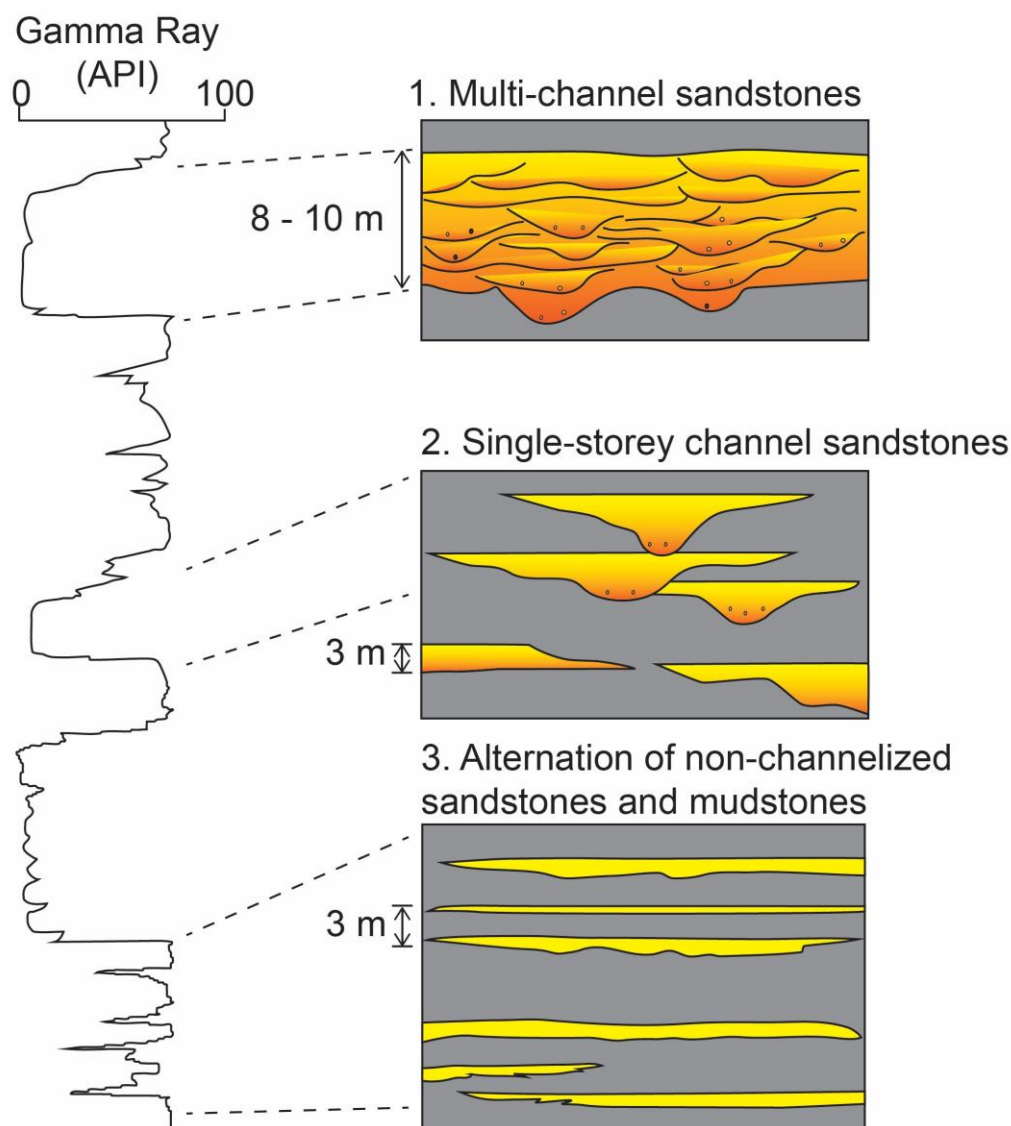 Gamma Ray
(API)
0 100
1. Multi-channel sandstones
8 - 10 m
2. Single-storey channel sandstones
3 m
3. Alternation of non-channelized
sandstones and mudstones
3 m